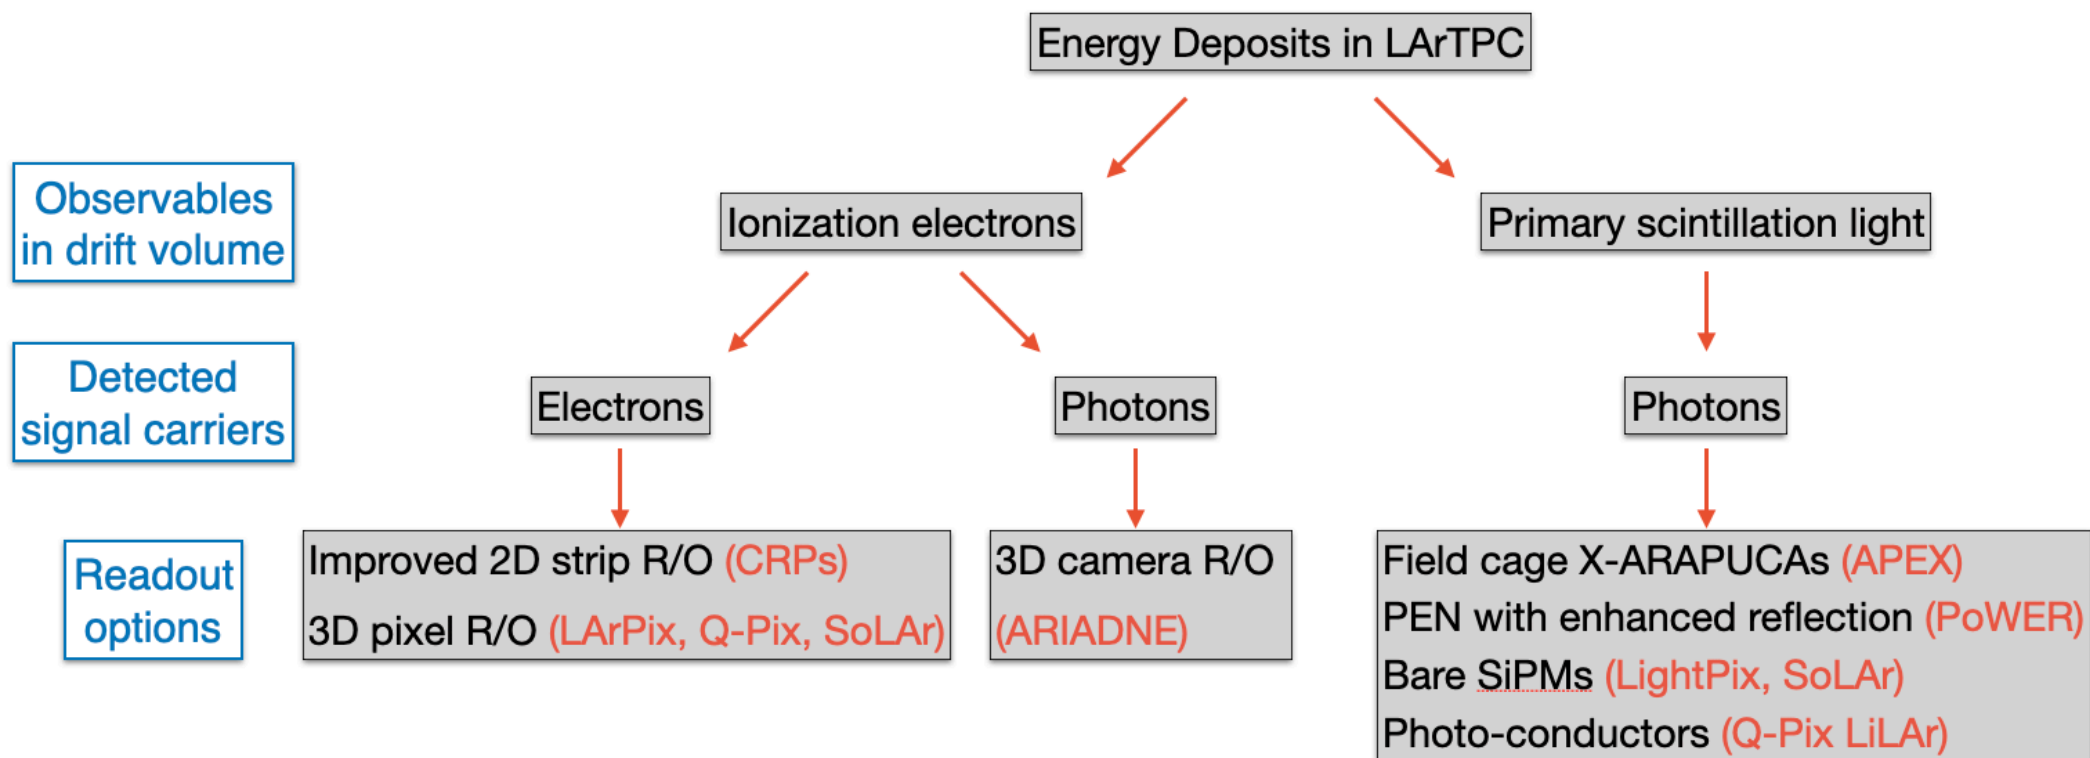 Energy Deposits in LArTPC
Observables
in drift volume
Ionization electrons
Primary scintillation light
Detected
signal carriers
Electrons
Photons
Photons
Readout
options
Improved 2D strip R/O (CRPs)
3D pixel R/O (LArPix, Q-Pix, SoLAr)
3D camera R/O
(ARIADNE)
Field cage X-ARAPUCAs (APEX)
PEN with enhanced reflection (PoWER)
Bare SiPMs (LightPix, SoLAr)
Photo-conductors (Q-Pix LiLAr)